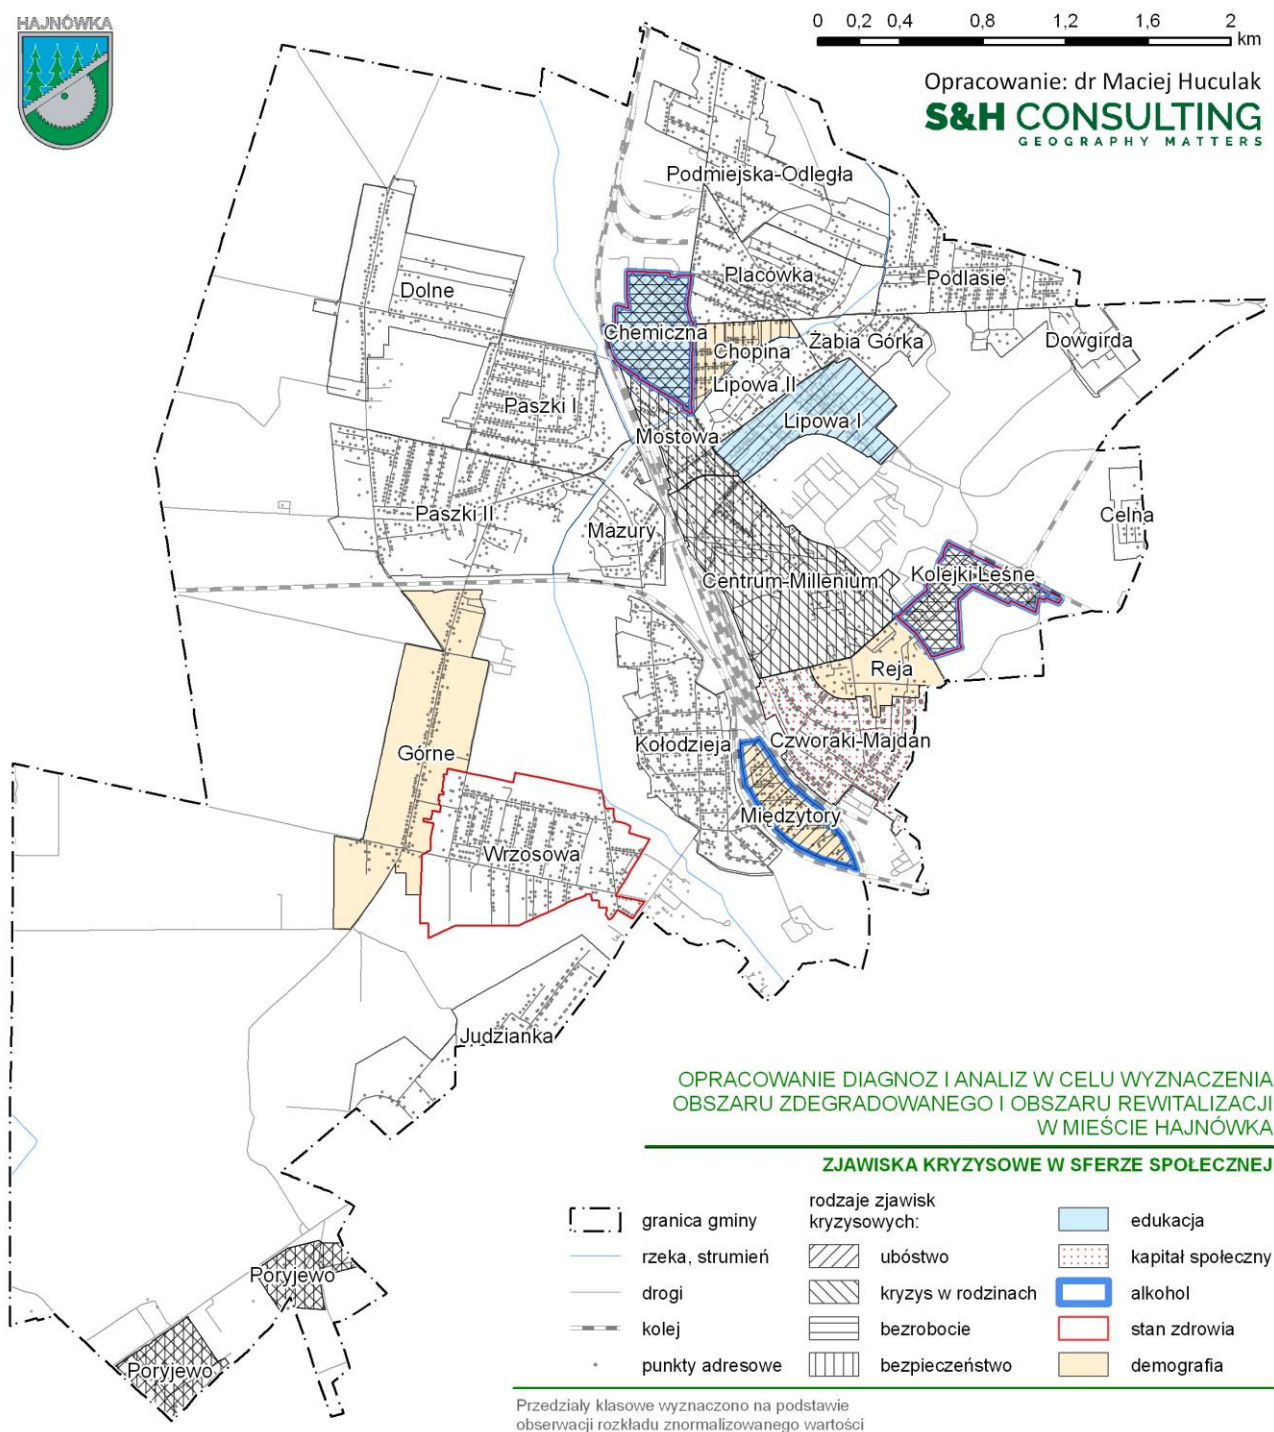 HAJNÓWKA
0 0,2 0,4 0,8 1,2 1,6 2
km
Opracowanie: dr Maciej Huculak
S&H CONSULTING
GEOGRAPHY MATTERS
Podmiejska-Odległa
Placówka
Podlasie
Dolne
Chemiczna
Chopina
Żabia Górka
Dowgirda
Lipowa II
Paszki I
Lipowa I
Mostowa
Paszki II
Mazury
Celna
Centrum-Millenium
Kolejki Leśne
Reja
Górne
Kołodzieja
Czworaki-Majdan
Międzytory
Wrzosowa
Judzianka
Poryjewo
Poryjewo
OPRACOWANIE DIAGNOZ I ANALIZ W CELU WYZNACZENIA
OBSZARU ZDEGRADOWANEGO I OBSZARU REWITALIZACJI
W MIEŚCIE HAJNÓWKA
ZJAWISKA KRYZYSOWE W SFERZE SPOŁECZNEJ
granica gminy
rzeka, strumień
drogi
kolej
punkty adresowe
rodzaje zjawisk
kryzysowych:
ubóstwo
kryzys w rodzinach
bezrobocie
bezpieczeństwo
edukacja
kapitał społeczny
alkohol
stan zdrowia
demografia
Przedziały klasowe wyznaczono na podstawie
obserwacji rozkładu znormalizowanego wartości